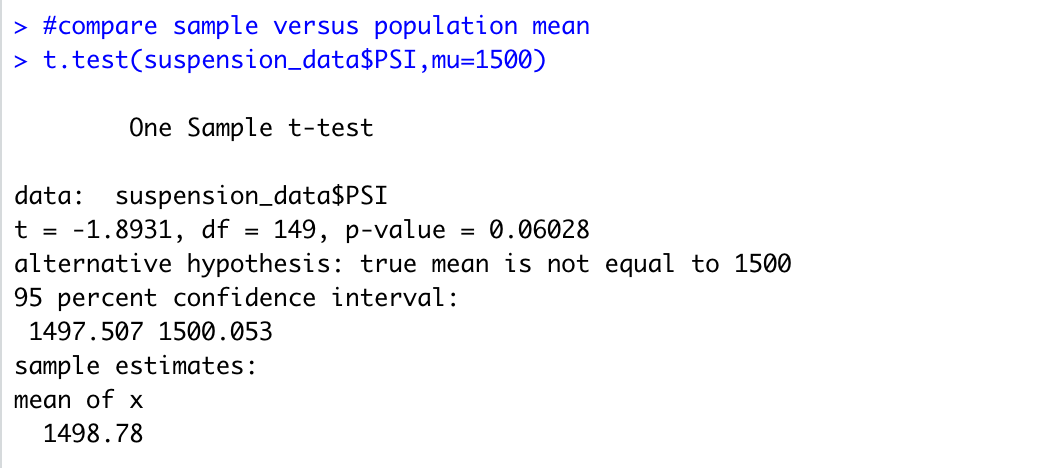 > #compare sample versus population mean
> t.test(suspension_data$PSI,mu=1500)
One Sample t-test
data:  suspension_data$PSI
t = -1.8931, df = 149, p-value = 0.06028
alternative hypothesis: true mean is not equal to 1500
95 percent confidence interval:
1497.507 1500.053
sample estimates:
mean of x
1498.78